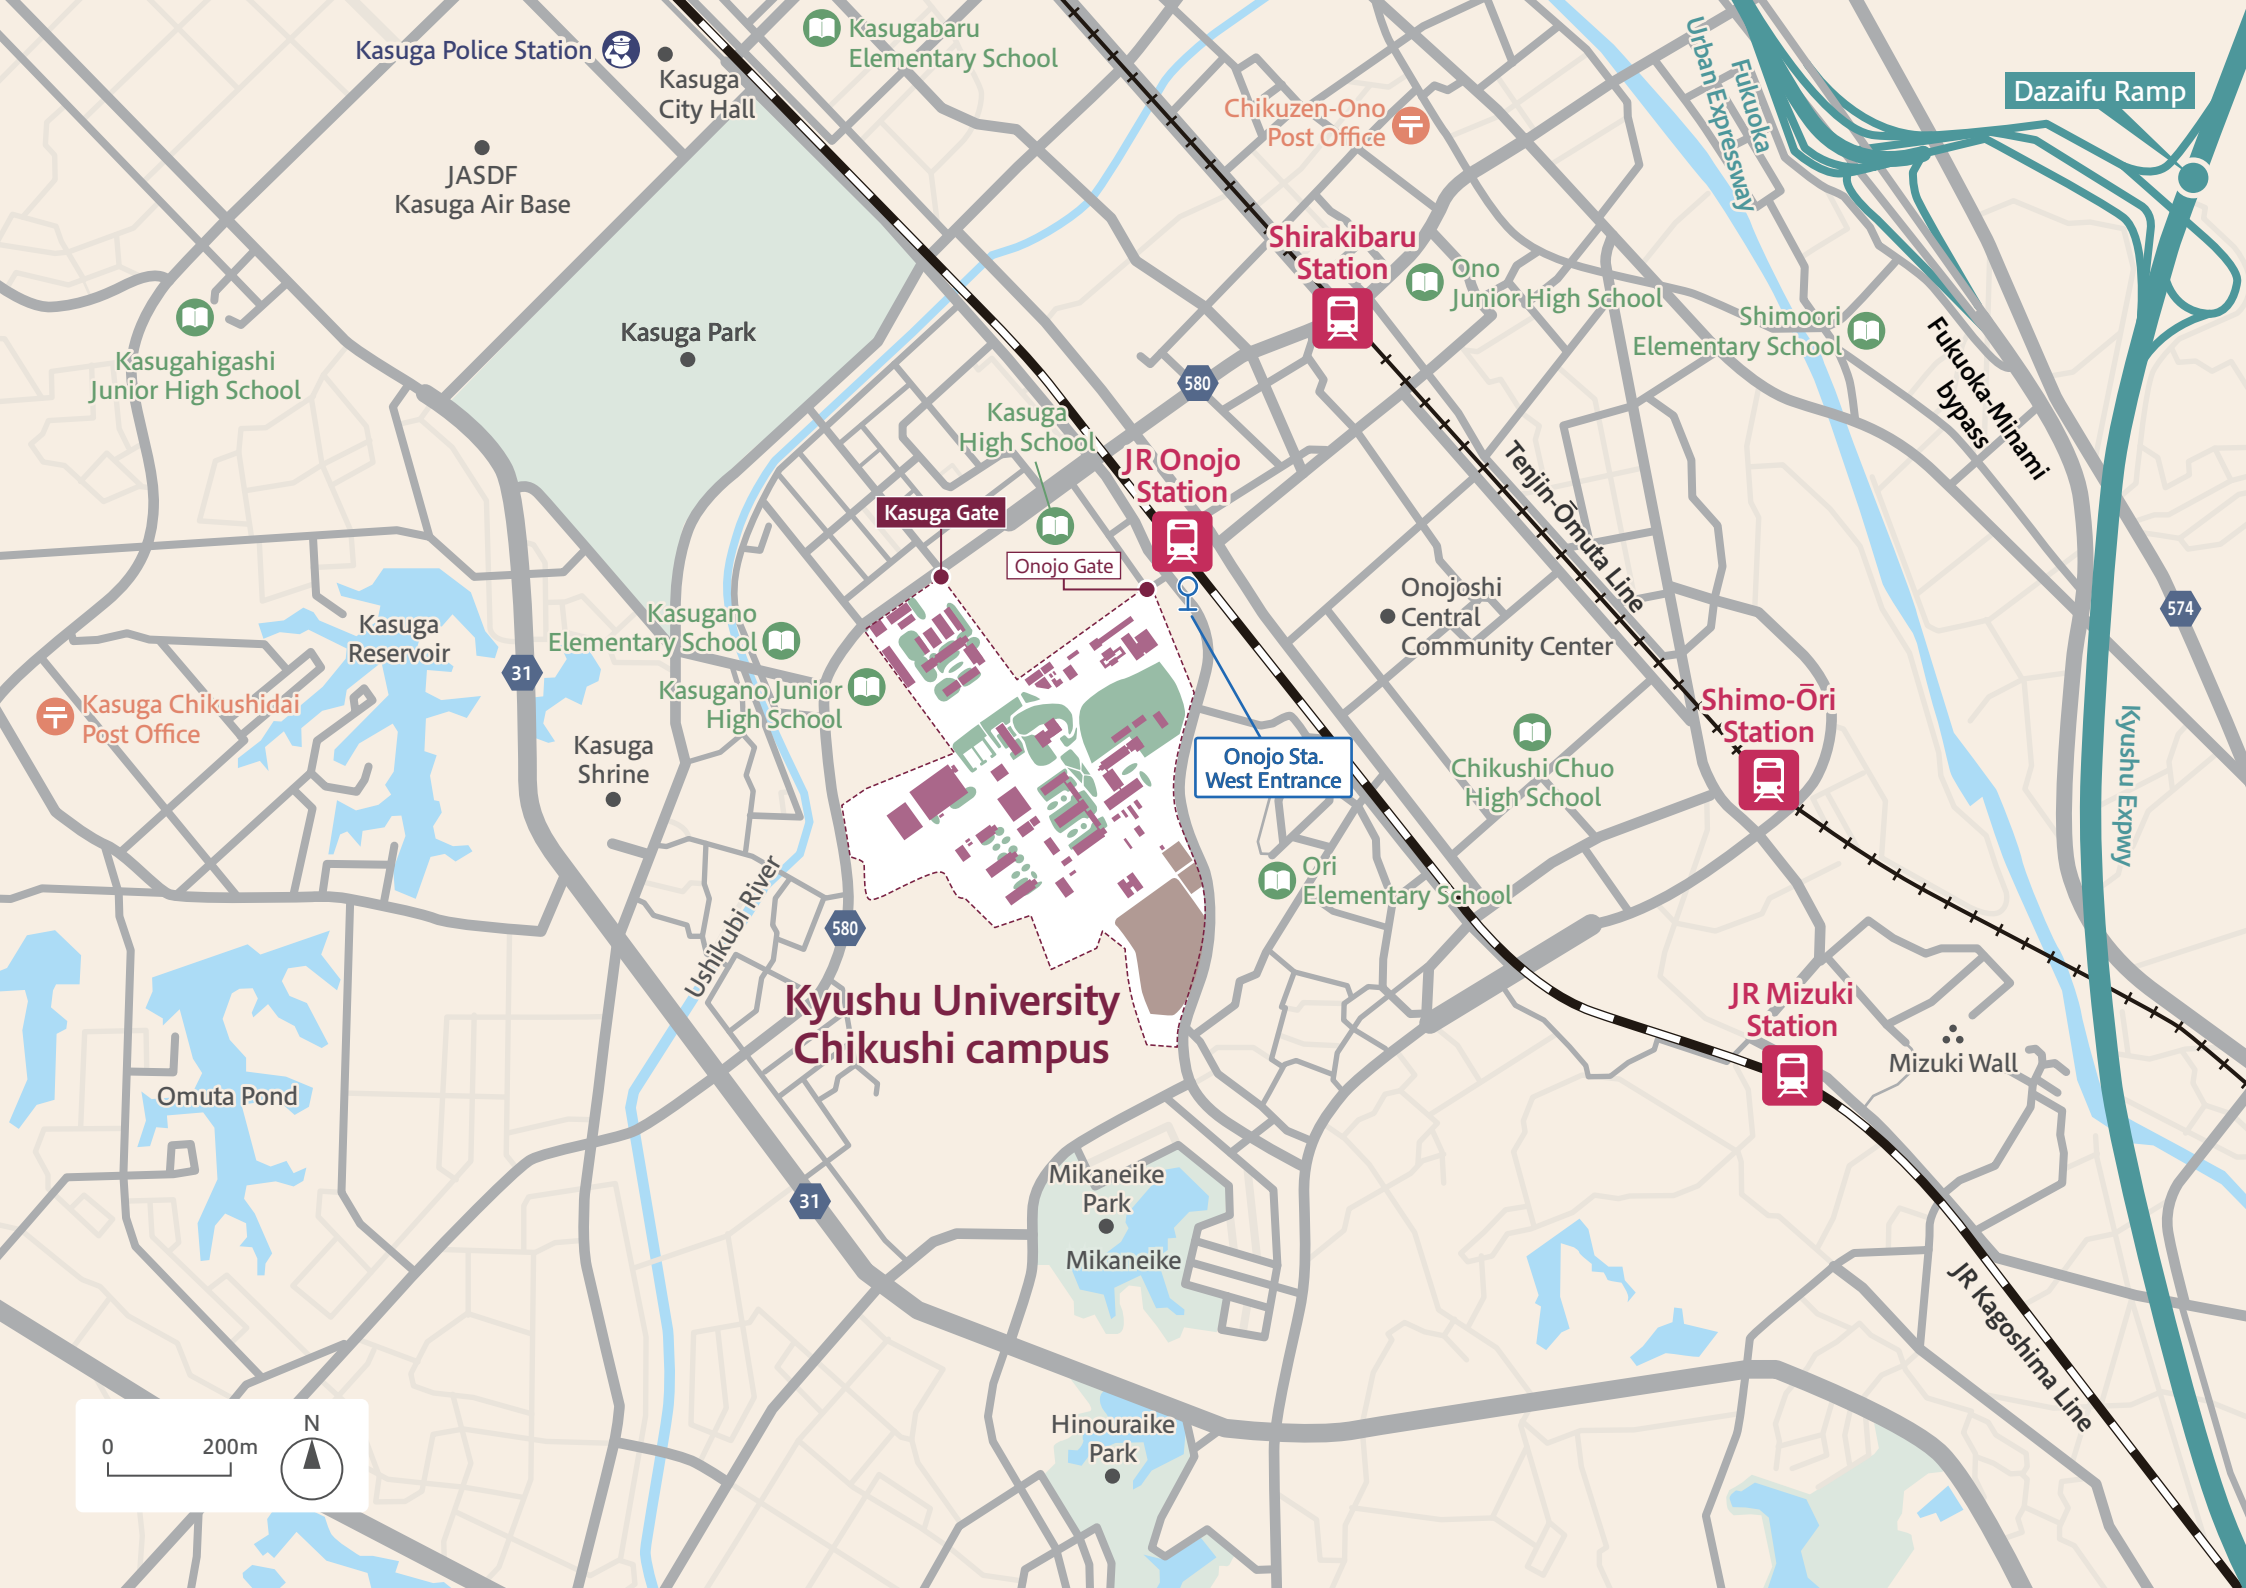 Kasugabaru
Elementary School
Kasuga Police Station
Kasuga
City Hall
JASDF
Kasuga Air Base
Chikuzen-Ono
Post Office
Fukuoka
Urban Expressway
Dazaifu Ramp
Shirakibaru
Station
Ono
Junior High School
Shimoori
Elementary School
Fukuoka-Minami
bypass
Kasugahigashi
Junior High School
Kasuga Park
580
Kasuga
High School
JR Onojo
Station
Tenjin-Ōmuta Line
Kasuga Gate
Onojo Gate
Onojoshi
Central
Community Center
574
Kasuga
Reservoir
Kasugano
Elementary School
31
Kasugano Junior
High School
Kasuga Chikushidai
Post Office
Kasuga
Shrine
Shimo-Ōri
Station
Onojo Sta.
West Entrance
Chikushi Chuo
High School
Kyushu Expwy
Ori
Elementary School
Ushikubi River
580
Kyushu University
Chikushi campus
JR Mizuki
Station
Mizuki Wall
Omuta Pond
31
Mikaneike
Park
Mikaneike
JR Kagoshima Line
Hinouraike
Park
0
200m
N